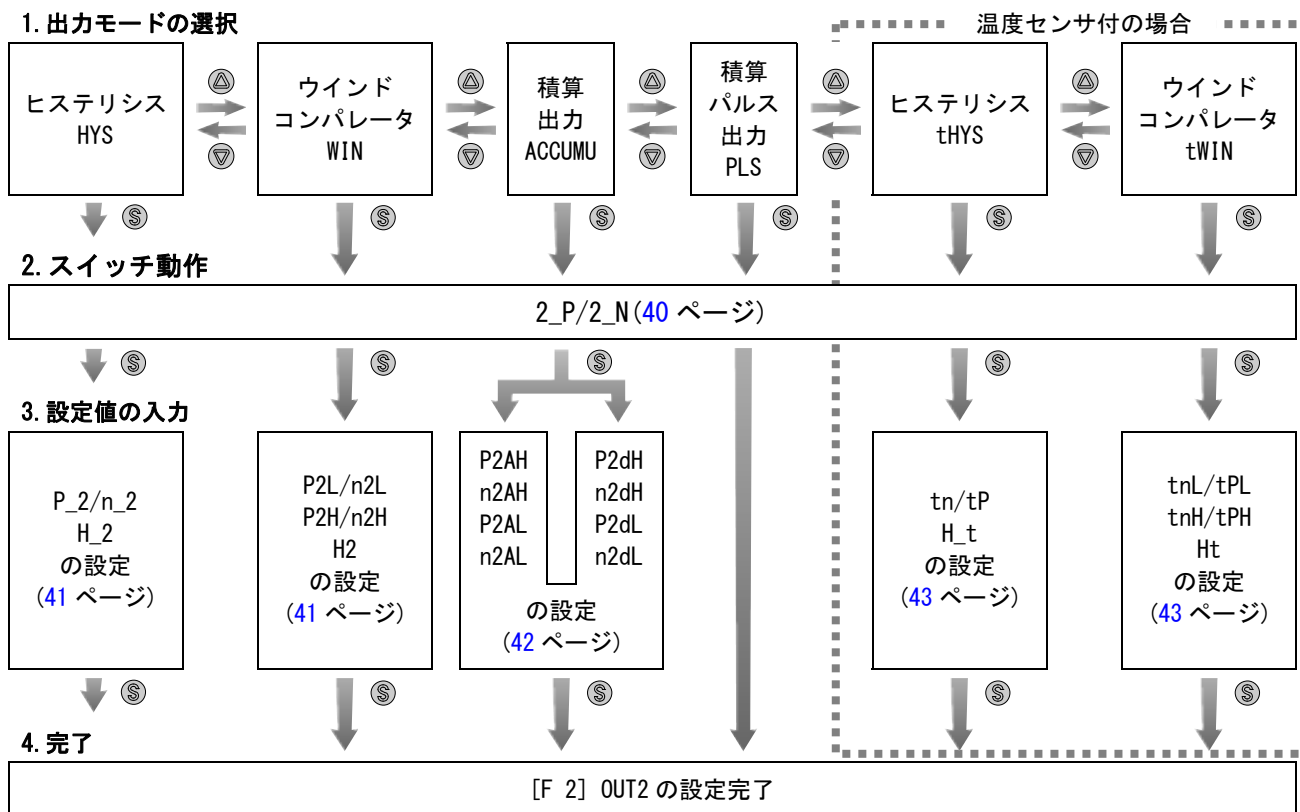 1. 出力モードの選択
温度センサ付の場合
ヒステリシス
HYS
ウインド
コンパレータ
WIN
積算
出力
ACCUMU
積算
パルス
出力
PLS
ヒステリシス
tHYS
ウインド
コンパレータ
tWIN
S
S
S
S
S
S
2. スイッチ動作
2_P/2_N(40 ページ)
S
S
S
S
S
3. 設定値の入力
P_2/n_2
H_2
の設定
(41 ページ)
P2L/n2L
P2H/n2H
H2
の設定
(41 ページ)
P2AH
n2AH
P2AL
n2AL
P2dH
n2dH
P2dL
n2dL
の設定
(42 ページ)
tn/tP
H_t
の設定
(43 ページ)
tnL/tPL
tnH/tPH
Ht
の設定
(43 ページ)
S
S
S
S
S
4. 完了
[F 2] OUT2 の設定完了